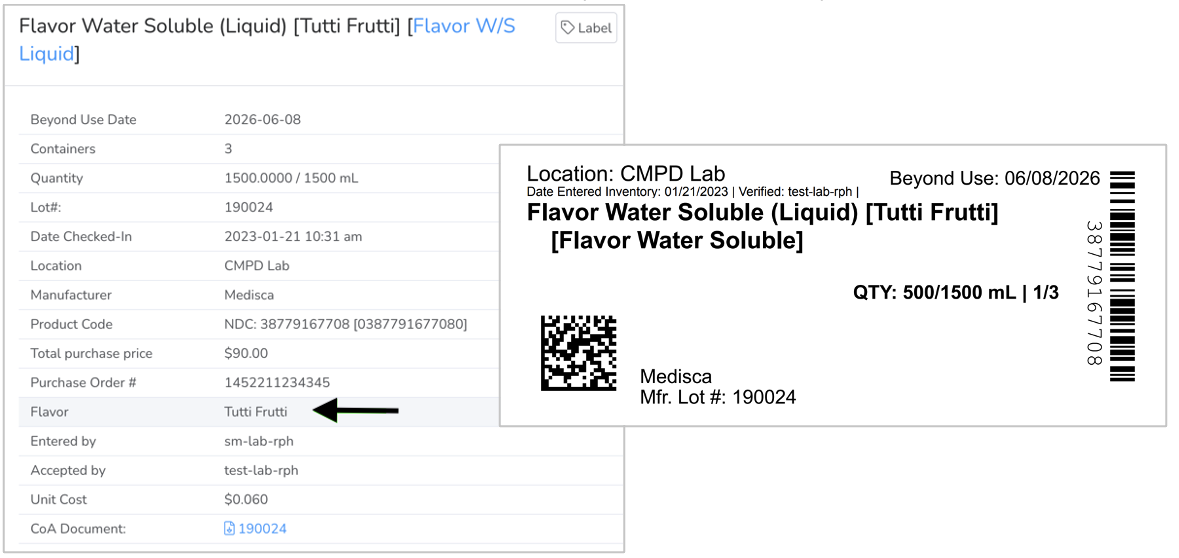 Flavor Water Soluble (Liquid) [Tutti Frutti] [Flavor W/S
Liquid]
Label
Beyond Use Date 2026-06-08
Containers 3
Quantity 1500.0000 / 1500 mL
Lot#: 190024
Date Checked-In 2023-01-21 10:31 am
Location CMPD Lab
Manufacturer Medisca
Product Code NDC: 38779167708 [0387791677080]
Total purchase price $90.00
Purchase Order # 1452211234345
Flavor Tutti Frutti
Entered by sm-lab-rph
Accepted by test-lab-rph
Unit Cost $0.060
CoA Document: 190024
Location: CMPD Lab
Beyond Use: 06/08/2026
Date Entered Inventory: 01/21/2023 | Verified: test-lab-rph |
Flavor Water Soluble (Liquid) [Tutti Frutti]
[Flavor Water Soluble]
QTY: 500/1500 mL | 1/3
Medisca
Mfr. Lot #: 190024
38779167708